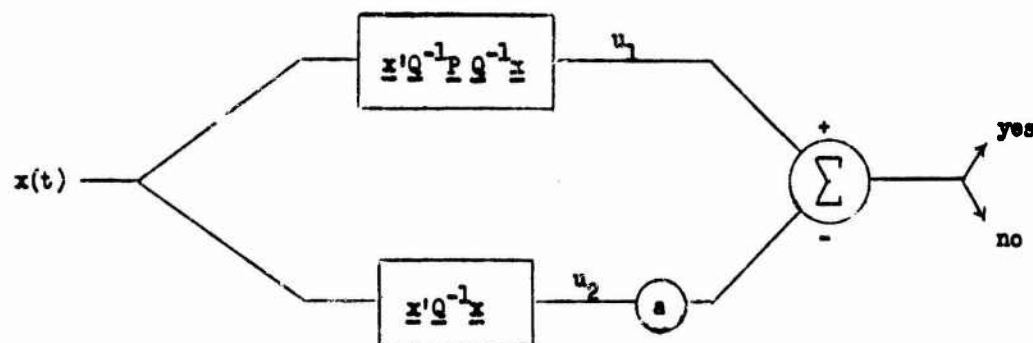 x(t)
x'Q⁻¹P Q⁻¹x
u₁
+
Σ
-
yes
no
x'Q⁻¹x
u₂
a